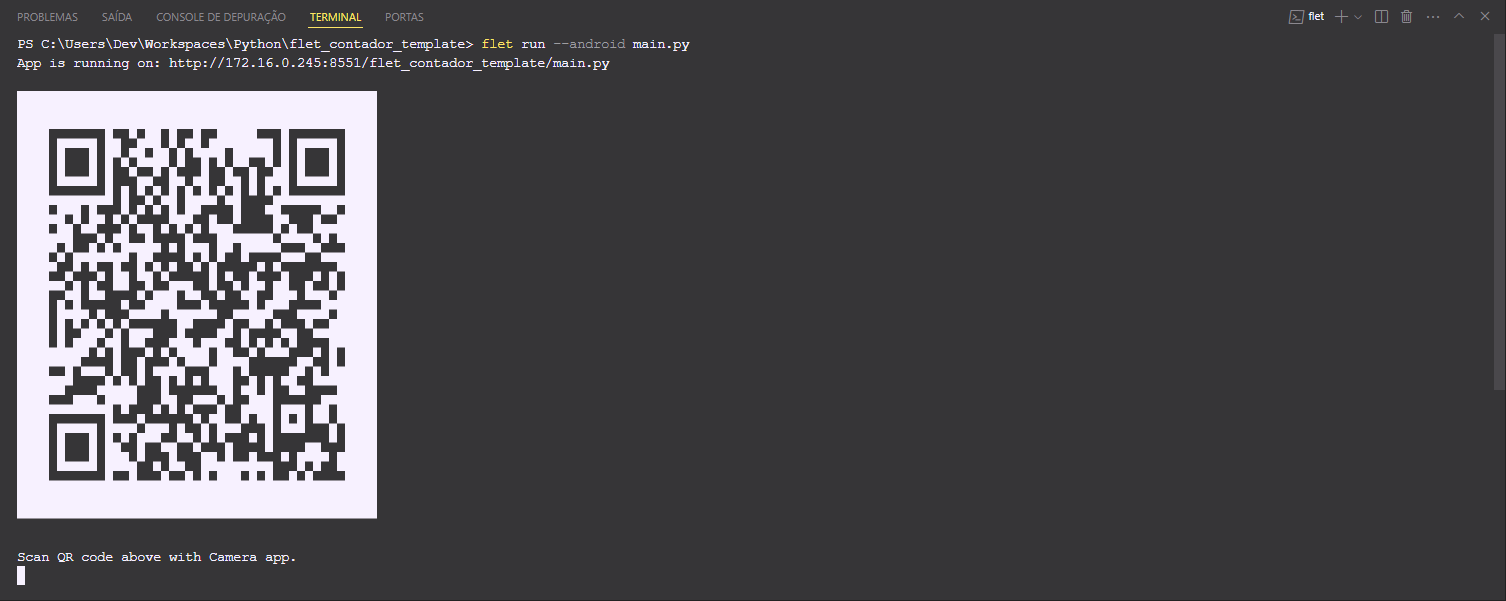 PROBLEMAS SAÍDA CONSOLE DE DEPURAÇÃO TERMINAL PORTAS flet
PS C:\Users\Dev\Workspaces\Python\flet_contador_template> flet run --android main.py
App is running on: http://172.16.0.245:8551/flet_contador_template/main.py
Scan QR code above with Camera app.